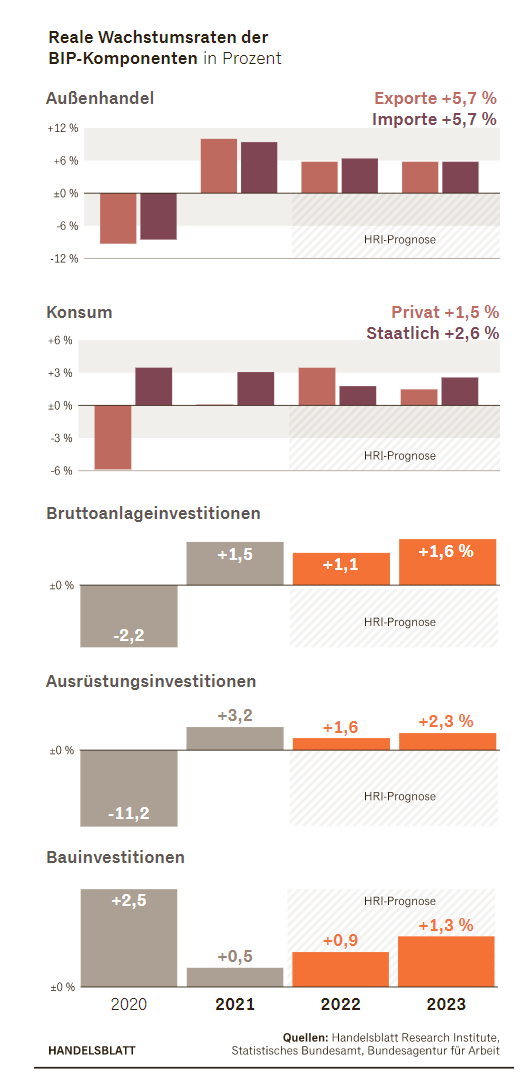 Reale Wachstumsraten der
BIP-Komponenten in Prozent
Außenhandel
Exporte +5,7 %
Importe +5,7 %
+12 %
+6 %
±0 %
-6 %
-12 %
HRI-Prognose
Konsum
Privat +1,5 %
Staatlich +2,6 %
+6 %
+3 %
±0 %
-3 %
-6 %
HRI-Prognose
Bruttoanlageinvestitionen
±0 %
-2,2
+1,5
+1,1
+1,6 %
HRI-Prognose
Ausrüstungsinvestitionen
±0 %
-11,2
+3,2
+1,6
+2,3 %
HRI-Prognose
Bauinvestitionen
HRI-Prognose
±0 %
+2,5
+0,5
+0,9
+1,3 %
2020 2021 2022 2023
Quellen: Handelsblatt Research Institute,
HANDELSBLATT Statistisches Bundesamt, Bundesagentur für Arbeit